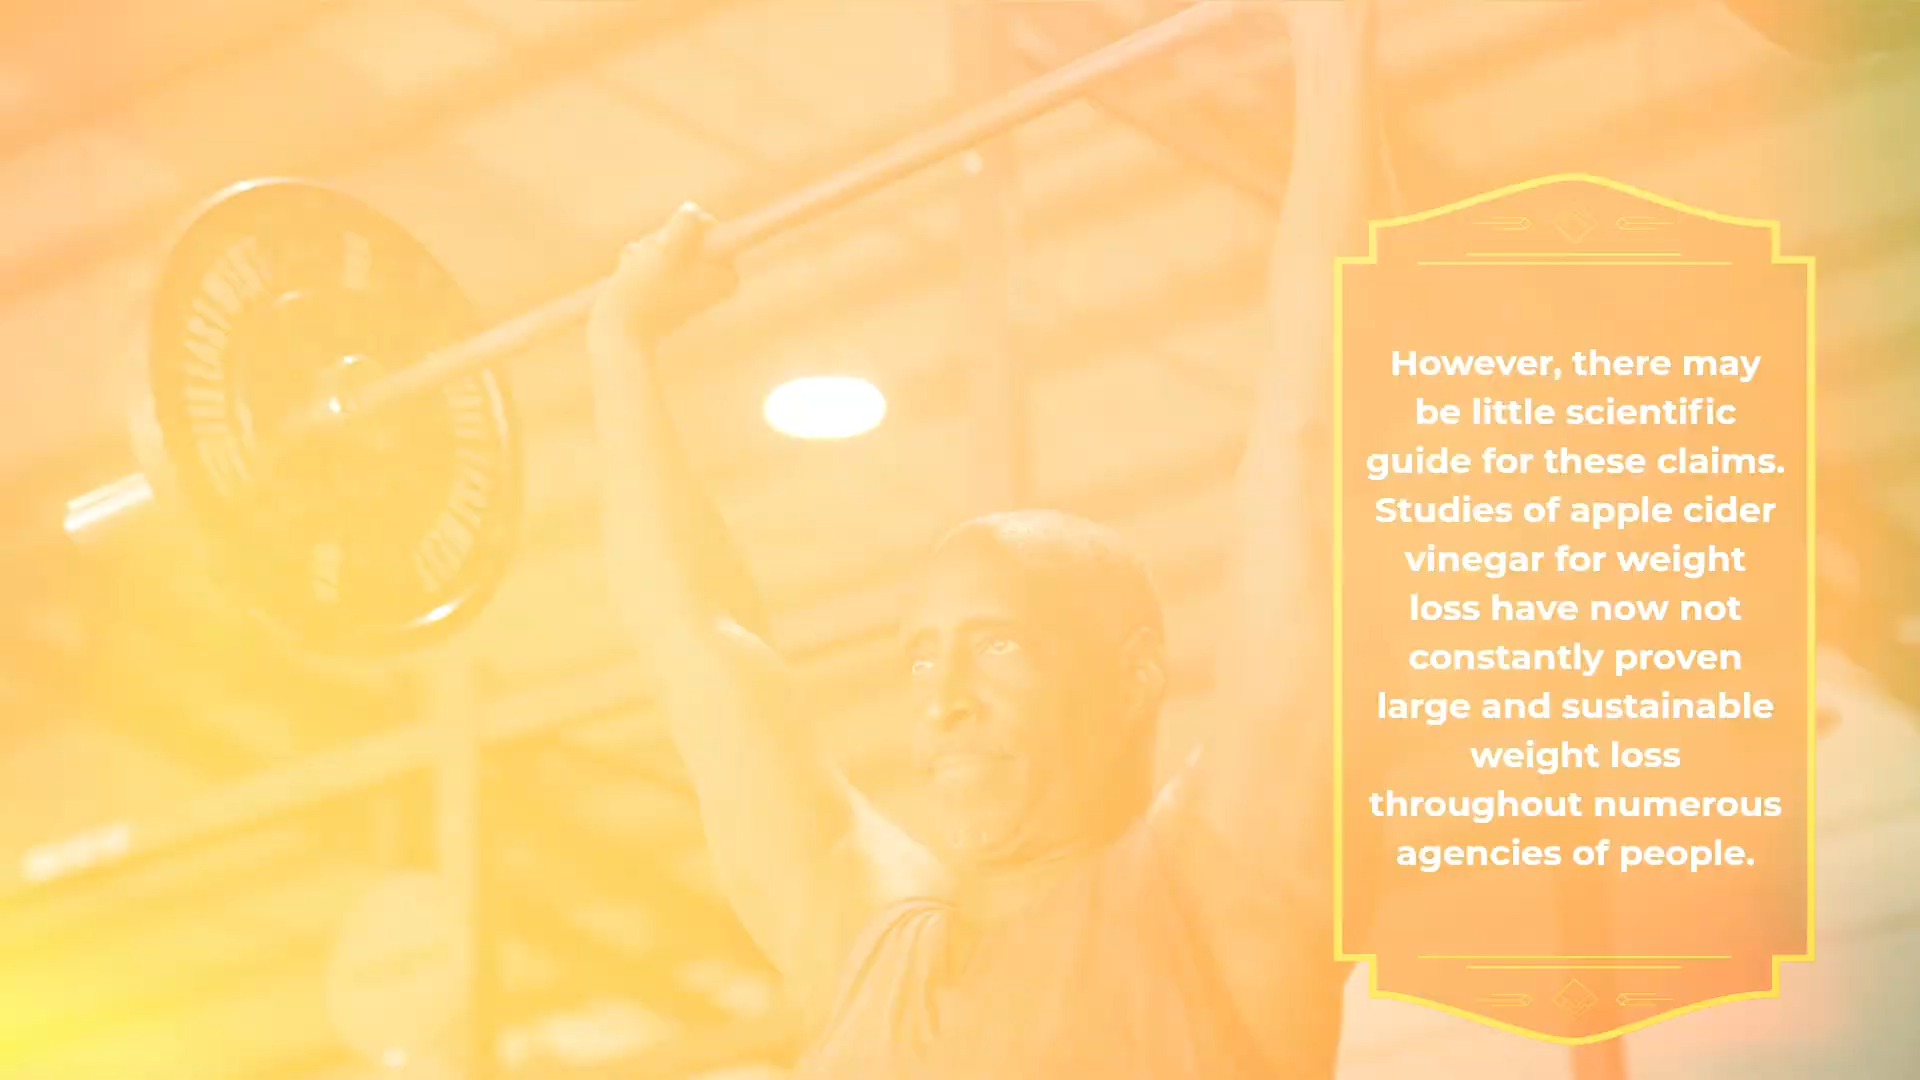 However, there may
be little scientific
guide for these claims.
Studies of apple cider
vinegar for weight
loss have now not
constantly proven
large and sustainable
weight loss
throughout numerous
agencies of people.